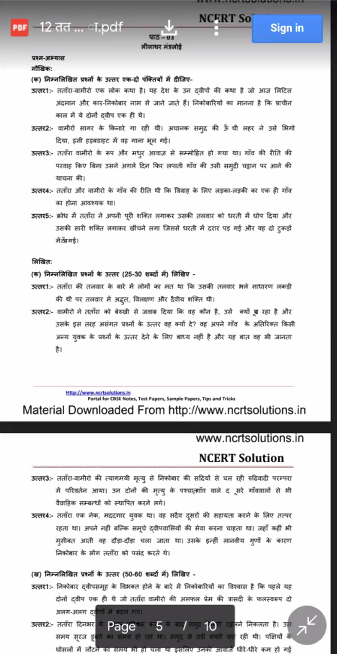 12 तत ... -1.pdf
Sign in
NCERT So
पाठ - 03
लीलाधर मंडलोई
प्रश्न-अभ्यास
मौखिक:
(क) निम्नलिखित प्रश्नों के उत्तर एक-दो पंक्तियों में दीजिए-
उत्तर1:- तताँरा-वामीरो एक लोक कथा है। यह देश के उन द्वीपों की कथा है जो आज लिटिल
अंदमान और कार-निकोबार नाम से जाने जाते हैं। निकोबारियों का मानना है कि प्राचीन
काल में ये दोनों द्वीप एक ही थे।
उत्तर2:- वामीरो सागर के किनारे गा रही थी। अचानक समुद्र की ऊँ ची लहर ने उसे भिगो
दिया, इसी हड़बड़ाहट में वह गाना भूल गई।
उत्तर3:- तताँरा वामीरो के रूप और मधुर आवाज़ से सम्मोहित हो गया था। गाँव की रीति की
परवाह किए बिना उसने अगले दिन फिर लपाती गाँव की उसी समुद्री चट्टान पर आने की
याचना की।
उत्तर4:- तताँरा और वामीरो के गाँव की रीति थी कि विवाह के लिए लड़का-लड़की का एक ही गाँव
का होना आवश्यक था।
उत्तर5:- क्रोध में तताँरा ने अपनी पूरी शक्ति लगाकर उसकी तलवार को धरती में घोंप दिया और
उसकी सारी शक्ति लगाकर खींचने लगा जिससे धरती में दरार पड़ गई और वह दो टुकड़ों
लिखित:
(क) निम्नलिखित प्रश्नों के उत्तर (25-30 शब्दों में) लिखिए -
उत्तर1:- तताँरा की तलवार के बारे में लोगों का मत था कि उसकी तलवार भले साधारण लकड़ी
की थी पर तलवार में अद्भुत, विलक्षण और दैवीय शक्ति थी।
उत्तर2:- वामीरो ने तताँरा को बेरुखी से जवाब दिया कि वह कौन है, उसे क्यों घूर रहा है और
उसके इस तरह असंगत प्रश्नों के उत्तर वह क्यों दे? वह अपने गाँव के अतिरिक्त किसी
अन्य युवक के प्रश्नों के उत्तर देने के लिए बाध्य नहीं है और यह बात वह भी जानता
है।
http://www.ncrtsolutions.in
Portal for CBSE Notes, Test Papers, Sample Papers, Tips and Tricks
Material Downloaded From http://www.ncrtsolutions.in
www.ncrtsolutions.in
NCERT Solution
उत्तर3:- तताँरा-वामीरो की त्यागमयी मृत्यु से निकोबार की सदियों से चल रही रूढ़िवादी परम्परा
में परिवर्तन आया। उन दोनों की मृत्यु के पश्चात् गाँव वाले दूसरे गाँववालों से भी
वैवाहिक सम्बन्धों को स्थापित करने लगे।
उत्तर4:- तताँरा एक नेक, मददगार युवक था। वह सदैव दूसरों की सहायता करने के लिए तत्पर
रहता था। अपने नहीं बल्कि समूचे द्वीपवासियों की सेवा करना चाहता था। जहाँ कहीं भी
मुसीबत आती वह दौड़ा-दौड़ा चला जाता था। उसके इन्हीं मानवीय गुणों के कारण
निकोबार के लोग तताँरा को पसंद करते थे।
(ख) निम्नलिखित प्रश्नों के उत्तर (50-60 शब्दों में) लिखिए -
उत्तर1:- निकोबार द्वीपसमूह के विभक्त होने के बारे में निकोबारियों का विश्वास है कि पहले यह
दोनों द्वीप एक ही थे जो तताँरा वामीरो की असफल प्रेम की त्रासदी के फलस्वरूप दो
अलग-अलग
उत्तर2:- तताँरा दिनभर
समय सूरज
Page 5 / 10